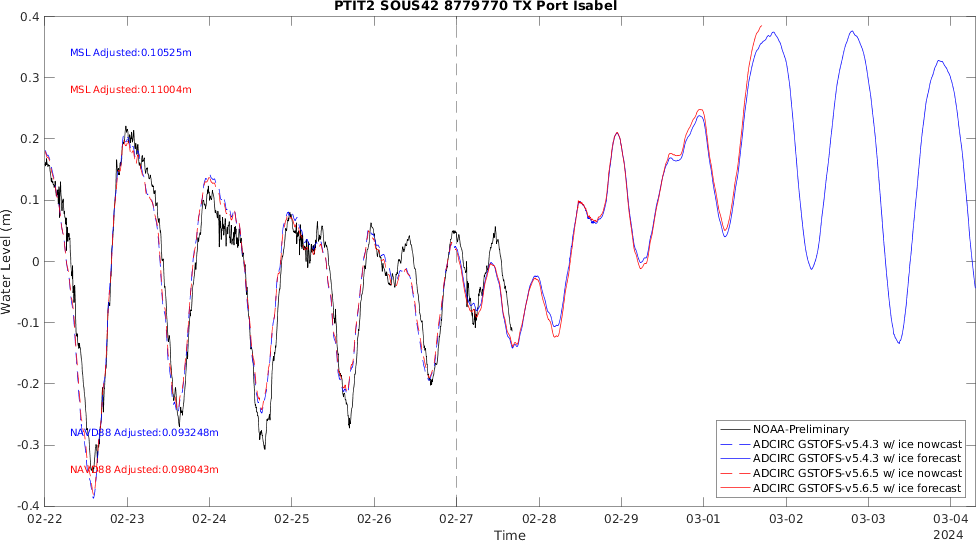 PTIT2 SOUS42 8779770 TX Port Isabel
MSL Adjusted:0.10525m
MSL Adjusted:0.11004m
NAVD88 Adjusted:0.093248m
NAVD88 Adjusted:0.098043m
Water Level (m)
0.4
0.3
0.2
0.1
0
-0.1
-0.2
-0.3
-0.4
NOAA-Preliminary
ADCIRC GSTOFS-v5.4.3 w/ ice nowcast
ADCIRC GSTOFS-v5.4.3 w/ ice forecast
ADCIRC GSTOFS-v5.6.5 w/ ice nowcast
ADCIRC GSTOFS-v5.6.5 w/ ice forecast
02-22 02-23 02-24 02-25 02-26 02-27 02-28 02-29 03-01 03-02 03-03 03-04
Time
2024